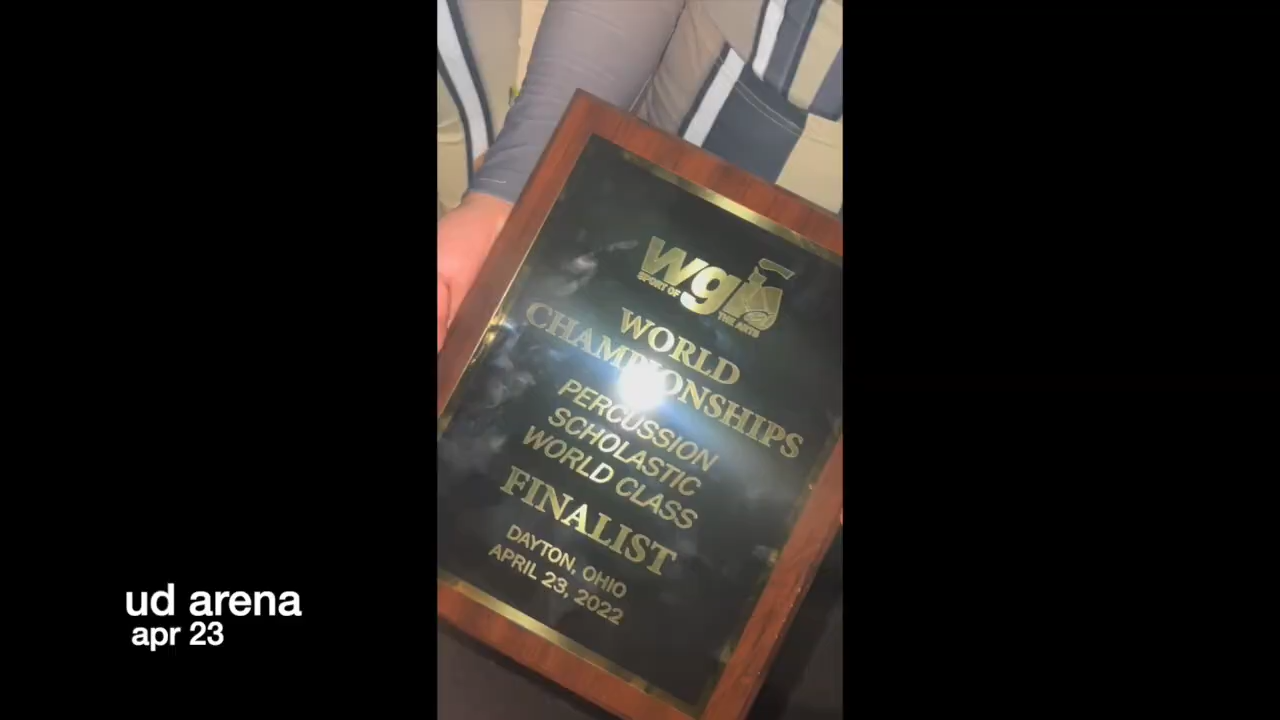 wgi
SPORT OF THE ARTS
WORLD
CHAMPIONSHIPS
PERCUSSION
SCHOLASTIC
WORLD CLASS
FINALIST
DAYTON, OHIO
APRIL 23, 2022
ud arena
apr 23